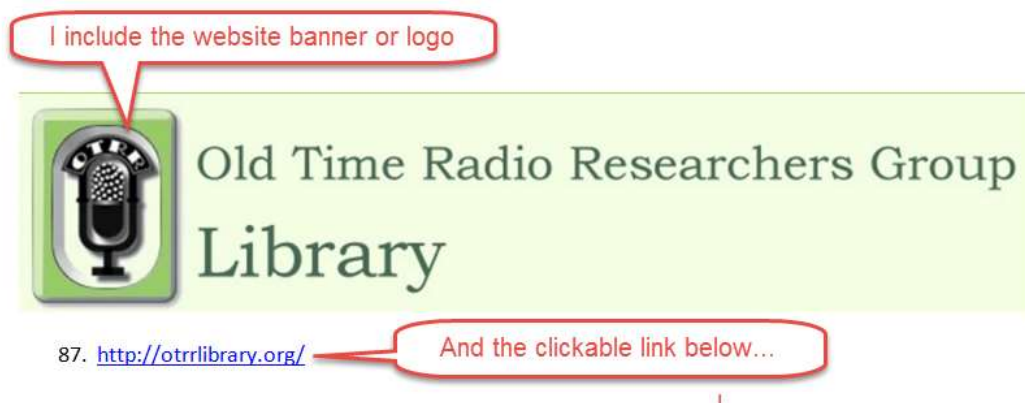 I include the website banner or logo
OTRR
Old Time Radio Researchers Group
Library
87. http://otrrlibrary.org/
And the clickable link below...